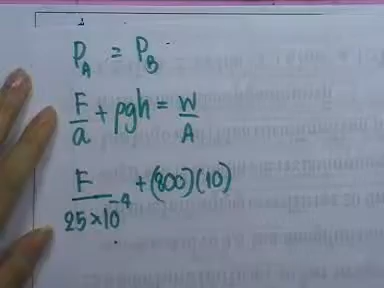 P_A = P_B
F/a + ρgh = W/A
F/25×10⁻⁴ + (800)(10)